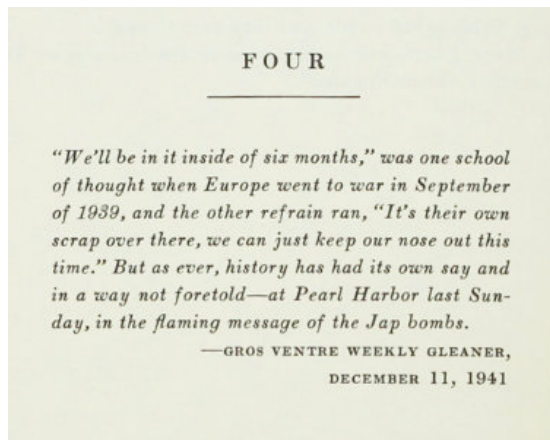 FOUR
“We’ll be in it inside of six months,” was one school
of thought when Europe went to war in September
of 1939, and the other refrain ran, “It’s their own
scrap over there, we can just keep our nose out this
time.” But as ever, history has had its own say and
in a way not foretold—at Pearl Harbor last Sun-
day, in the flaming message of the Jap bombs.
—GROS VENTRE WEEKLY GLEANER,
DECEMBER 11, 1941